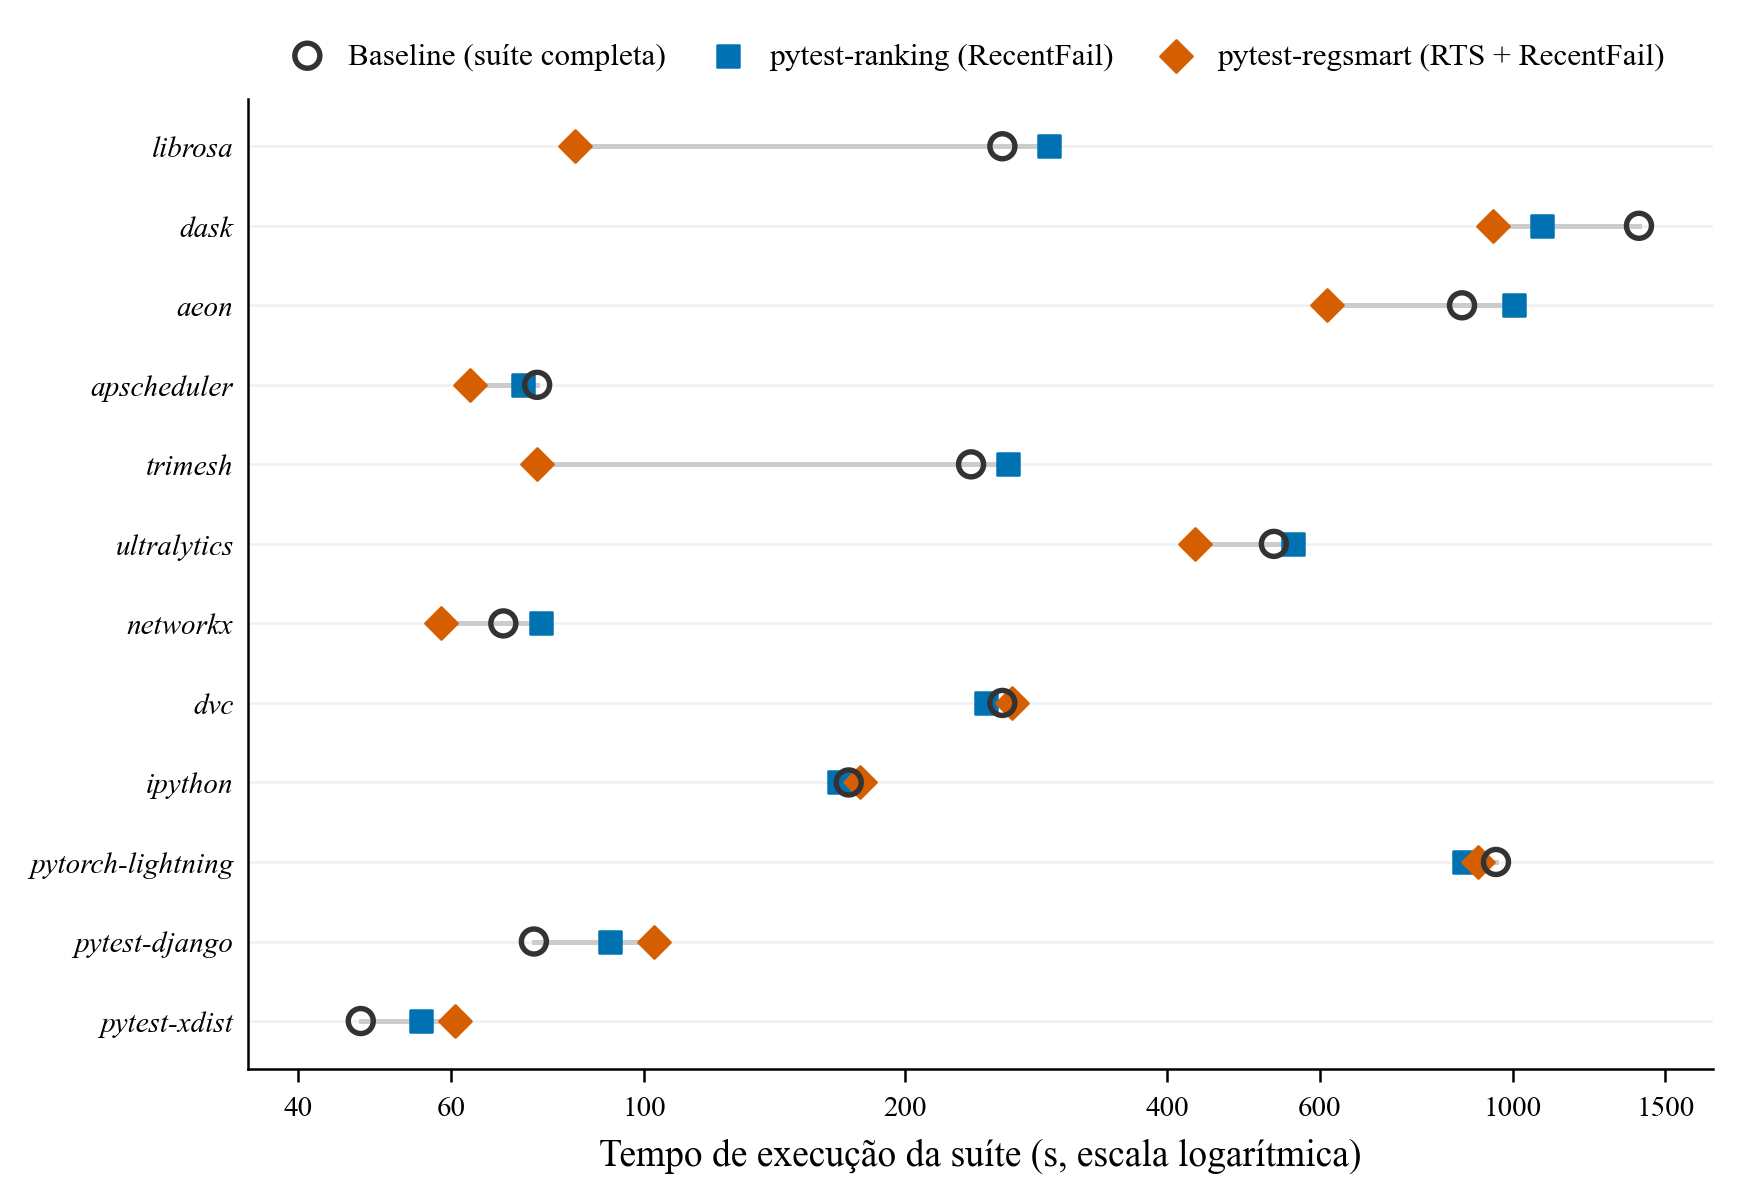 Baseline (suíte completa) pytest-ranking (RecentFail) pytest-regsmart (RTS + RecentFail)
librosa
dask
aeon
apscheduler
trimesh
ultralytics
networkx
dvc
ipython
pytorch-lightning
pytest-django
pytest-xdist
40 60 100 200 400 600 1000 1500
Tempo de execução da suíte (s, escala logarítmica)